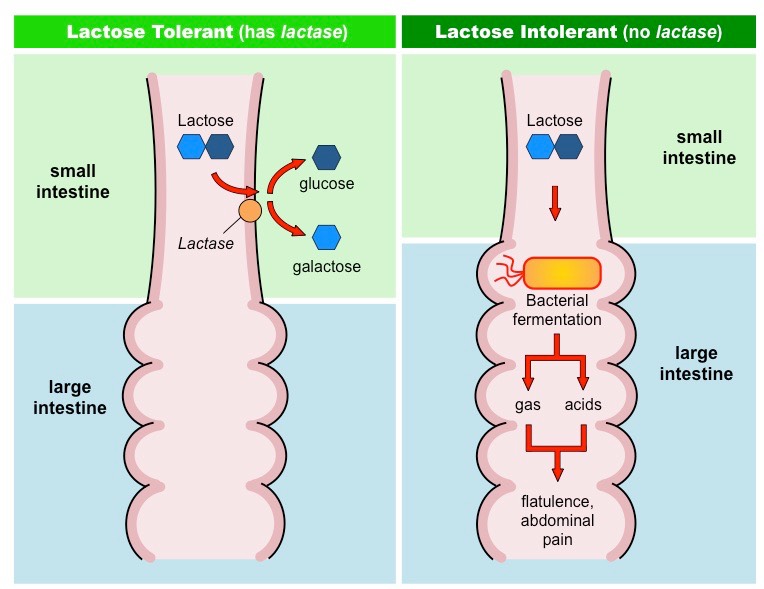 Lactose Tolerant (has lactase)
small
intestine
Lactose
glucose
Lactase
galactose
large
intestine
Lactose Intolerant (no lactase)
Lactose
small
intestine
Bacterial
fermentation
large
intestine
gas
acids
flatulence,
abdominal
pain